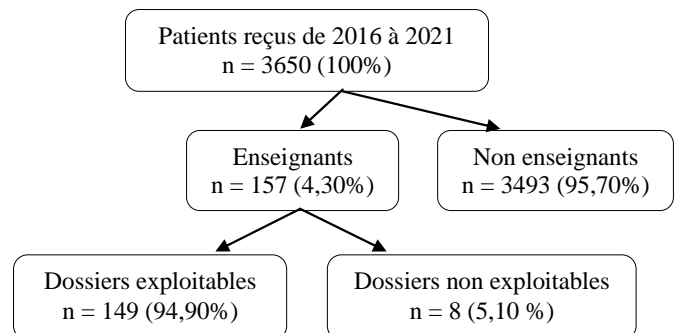 Patients reçus de 2016 à 2021
n = 3650 (100%)
Enseignants
n = 157 (4,30%)
Non enseignants
n = 3493 (95,70%)
Dossiers exploitables
n = 149 (94,90%)
Dossiers non exploitables
n = 8 (5,10 %)